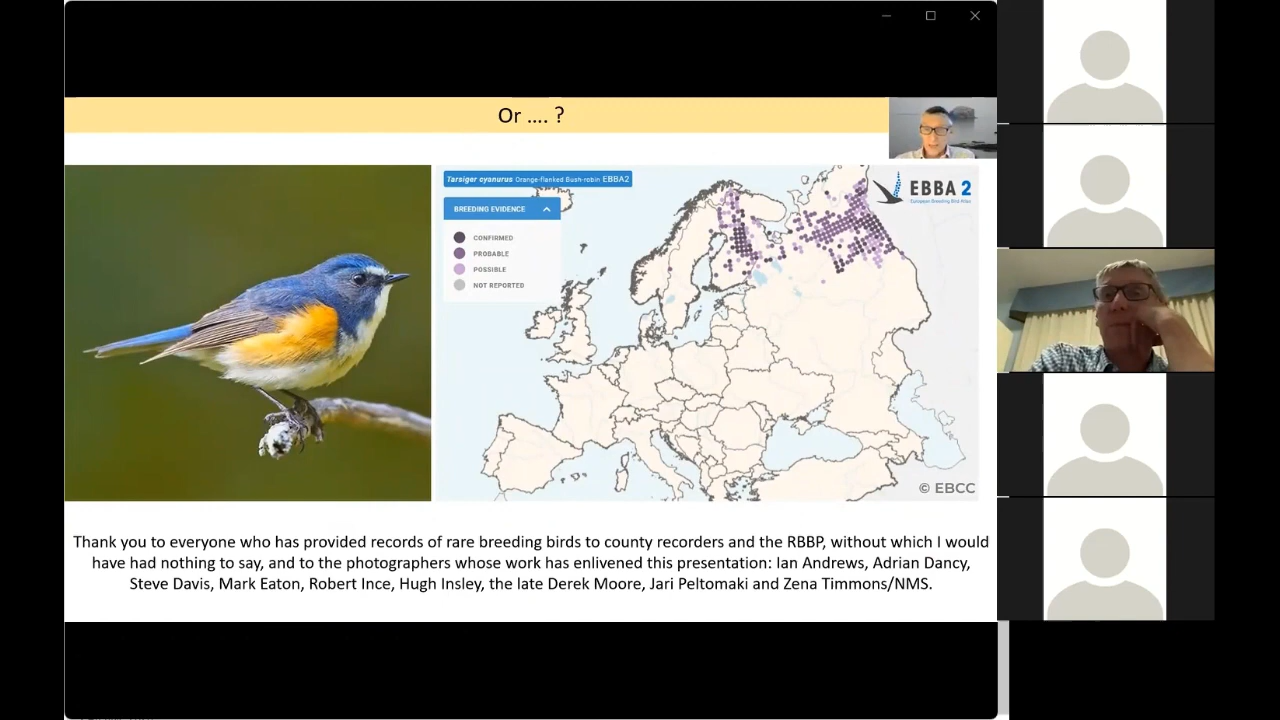 Or .... ?
Tarsiger cyanurus Orange-flanked Bush-robin EBBA2
BREEDING EVIDENCE
CONFIRMED
PROBABLE
POSSIBLE
NOT REPORTED
EBBA 2
European Breeding Bird Atlas
© EBCC
Thank you to everyone who has provided records of rare breeding birds to county recorders and the RBBP, without which I would
have had nothing to say, and to the photographers whose work has enlivened this presentation: Ian Andrews, Adrian Dancy,
Steve Davis, Mark Eaton, Robert Ince, Hugh Insley, the late Derek Moore, Jari Peltomaki and Zena Timmons/NMS.